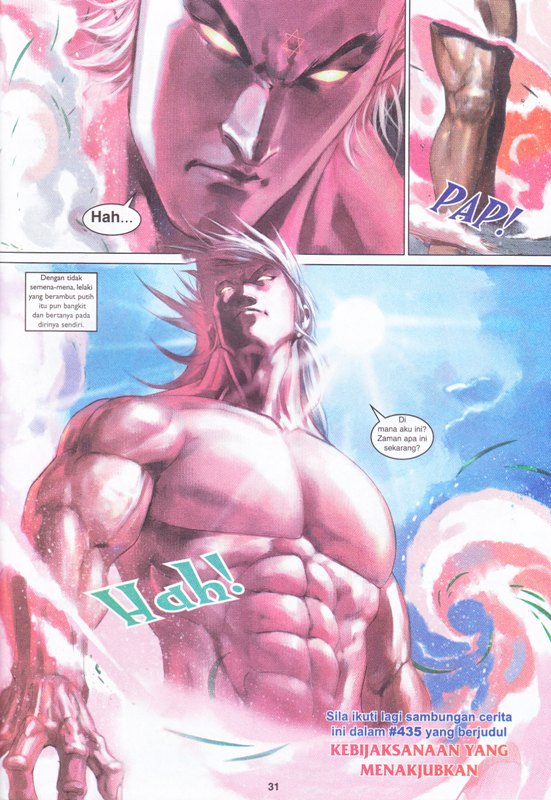 Hah...
PAP!
Dengan tidak
semena-mena, lelaki
yang berambut putih
itu pun bangkit
dan bertanya pada
dirinya sendiri.
Di
mana aku ini?
Zaman apa ini
sekarang?
Hah!
Sila ikuti lagi sambungan cerita
ini dalam #435 yang berjudul
KEBIJAKSANAAN YANG
MENAKJUBKAN
31